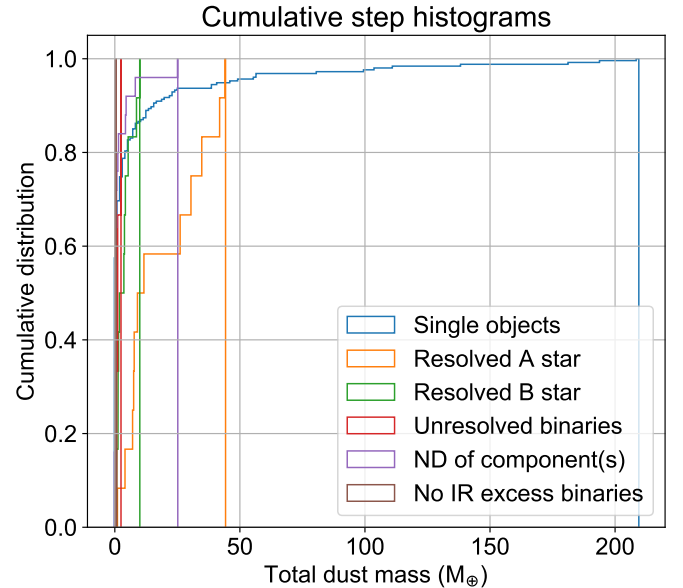 Cumulative step histograms
1.0
0.8
0.6
0.4
0.2
0.0
Cumulative distribution
Single objects
Resolved A star
Resolved B star
Unresolved binaries
ND of component(s)
No IR excess binaries
0 50 100 150 200
Total dust mass (M⊕)